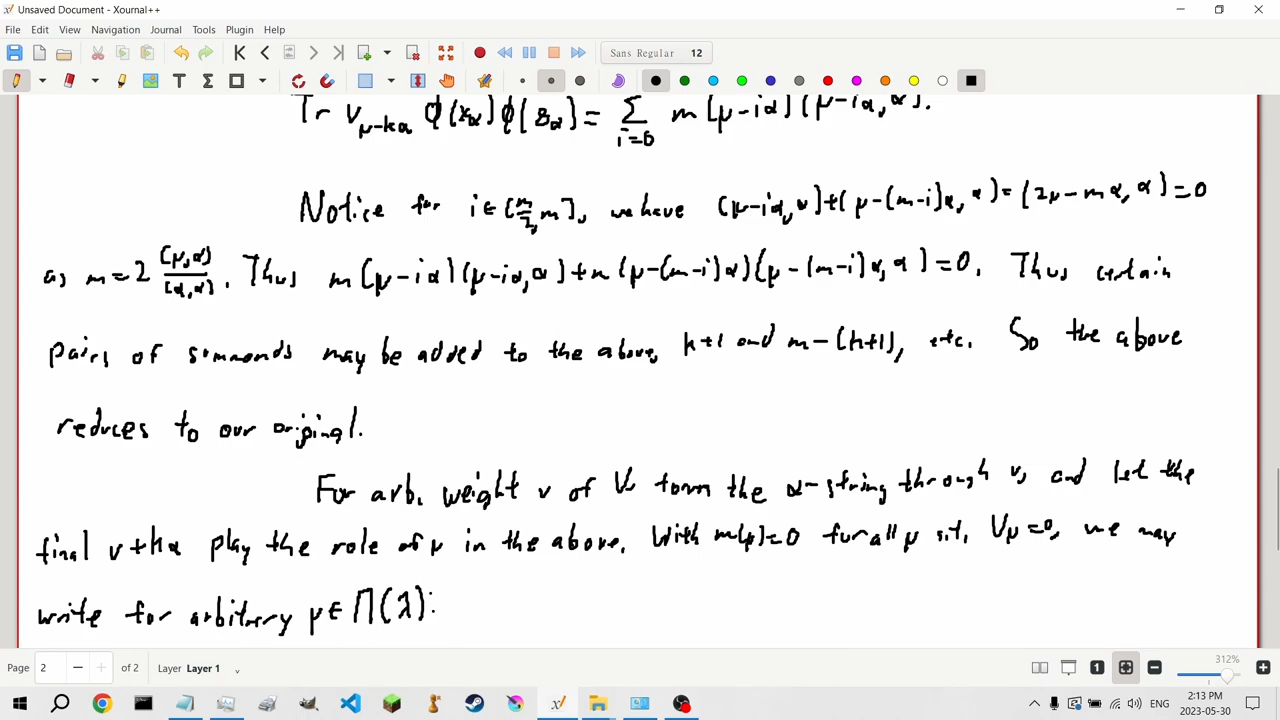 Unsaved Document - Xournal++
File Edit View Navigation Journal Tools Plugin Help
Sans Regular 12
Tr V_{μ-kα} ϕ(x_α)ϕ(z_α) = Σ_{i=0} m(μ-iα)(μ-iα,α).
Notice for i ∈ (m/2, m], we have (μ-iα,α)+(μ-(m-i)α,α) = (2μ-mα,α) = 0
as m = 2 (μ,α)/(α,α). Thus m(μ-iα)(μ-iα,α)+m(μ-(m-i)α)(μ-(m-i)α,α)=0. Thus certain
pairs of summands may be added to the above, k+1 and m-(k+1), etc. So the above
reduces to our original.
For arb. weight ν of V, form the α-string through ν, and let the
final ν+kα play the role of μ in the above. With m(μ)=0 for all μ s.t. V_μ=0, we may
write for arbitrary μ ∈ Π(λ):
Page 2 of 2 Layer Layer 1 312%
ENG 2:13 PM
2023-05-30